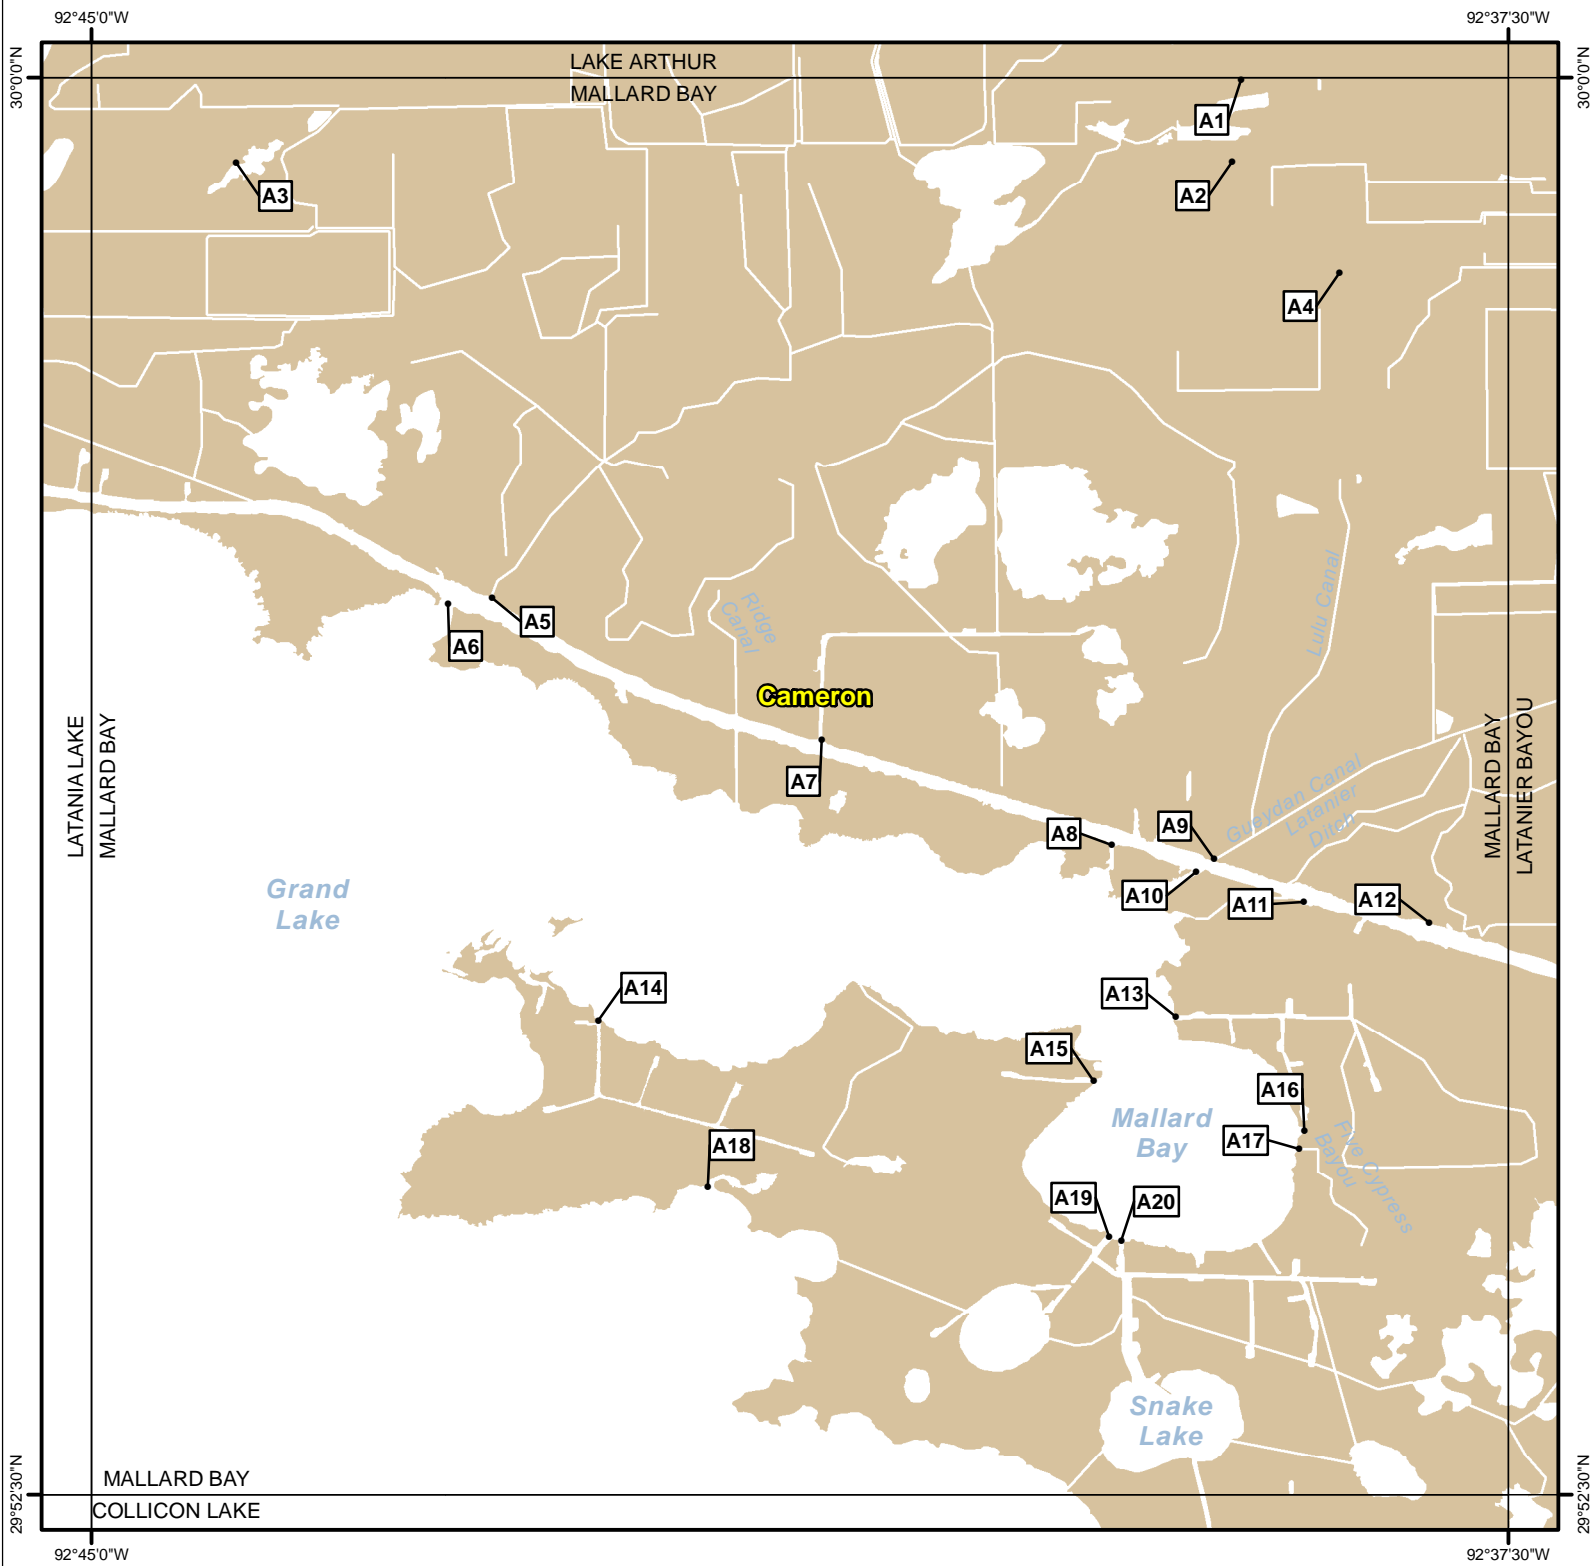 92°45'0"W
92°37'30"W
30°0'0"N
30°0'0"N
LAKE ARTHUR
MALLARD BAY
A1
A2
A3
A4
A5
A6
Ridge
Canal
Lulu Canal
Cameron
A7
LATANIA LAKE
MALLARD BAY
MALLARD BAY
LATANIER BAYOU
Gueydan Canal
Latanier
Ditch
A8
A9
A10
A11
A12
Grand
Lake
A13
A14
A15
A16
Mallard
Bay
A17
Five Cypress
Bayou
A18
A19
A20
Snake
Lake
MALLARD BAY
COLLICON LAKE
29°52'30"N
29°52'30"N
92°45'0"W
92°37'30"W